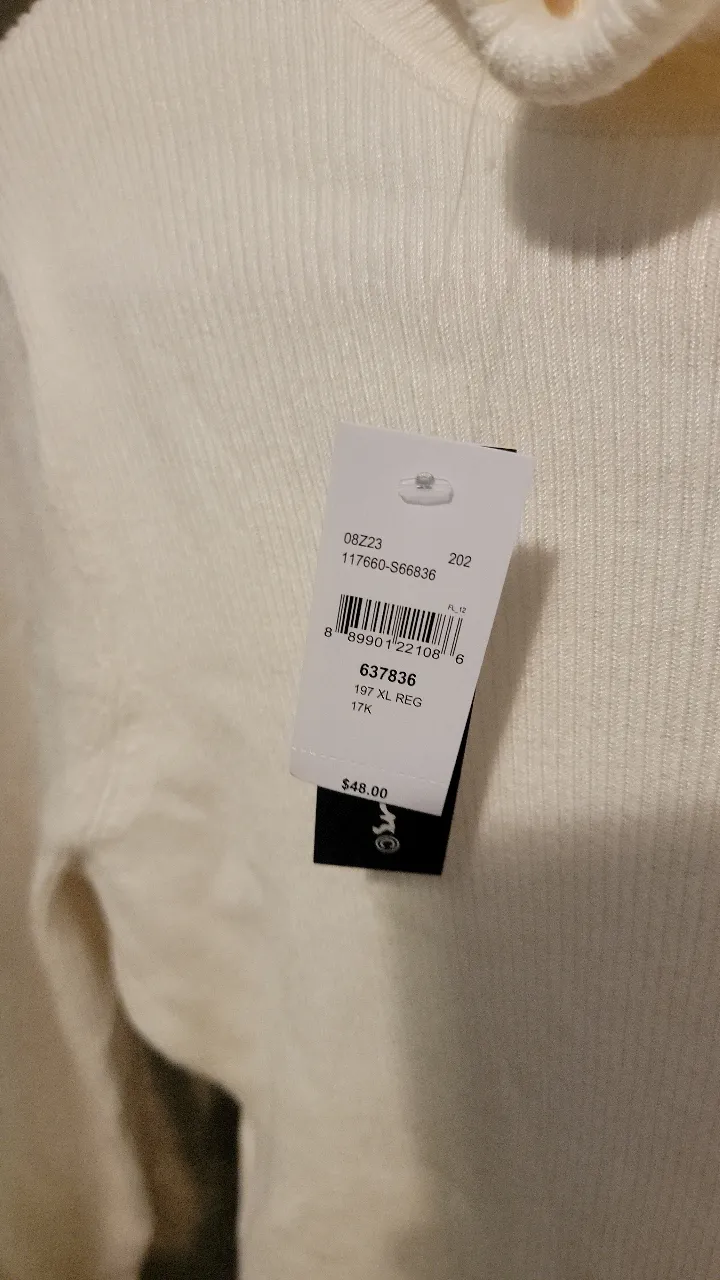 08Z23 202
117660-S66836
FL_12
8 89901 22108 6
637836
197 XL REG
17K
$48.00
©